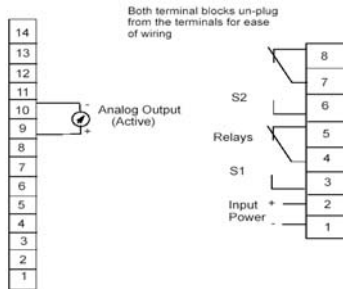 Both terminal blocks un-plug
from the terminals for ease
of wiring
14
13
12
11
10
9
8
7
6
5
4
3
2
1
-
Analog Output
(Active)
+
8
7
6
5
4
3
2
1
S2
Relays
S1
Input +
Power -